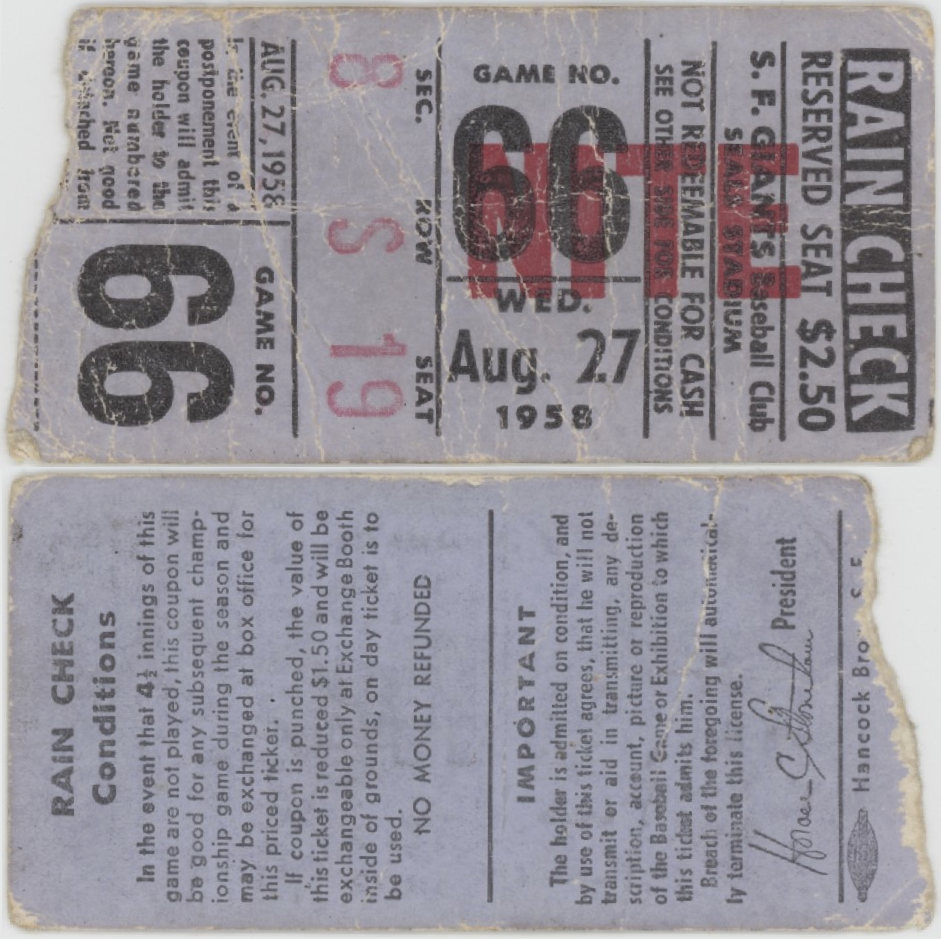 RAIN CHECK
RESERVED SEAT $2.50
S. F. GIANTS Baseball Club
SEALS STADIUM
NOT REDEEMABLE FOR CASH
SEE OTHER SIDE FOR CONDITIONS
GAME NO.
66
NITE
WED.
Aug. 27
1958
SEC. ROW SEAT
8 S 19
AUG. 27, 1958
In the event of a
postponement this
coupon will admit
the holder to the
game numbered
hereon. Not good
if detached from
GAME NO.
66
RAIN CHECK
Conditions
In the event that 4½ innings of this
game are not played, this coupon will
be good for any subsequent champ-
ionship game during the season and
may be exchanged at box office for
this priced ticket.
If coupon is punched, the value of
this ticket is reduced $1.50 and will be
exchangeable only at Exchange Booth
inside of grounds, on day ticket is to
be used.
NO MONEY REFUNDED
IMPORTANT
The holder is admitted on condition, and
by use of this ticket agrees, that he will not
transmit or aid in transmitting, any de-
scription, account, picture or reproduction
of the Baseball Game or Exhibition to which
this ticket admits him.
Breach of the foregoing will automatical-
ly terminate this license.
Horace C Stoneham President
Hancock Bro